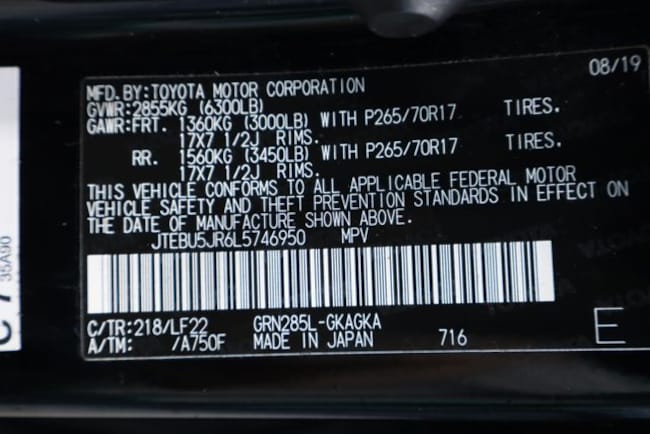 MFD.BY:TOYOTA MOTOR CORPORATION 08/19
GVWR:2855KG (6300LB)
GAWR:FRT. 1360KG (3000LB) WITH P265/70R17 TIRES.
17X7 1/2J RIMS.
RR. 1560KG (3450LB) WITH P265/70R17 TIRES.
17X7 1/2J RIMS.
THIS VEHICLE CONFORMS TO ALL APPLICABLE FEDERAL MOTOR
VEHICLE SAFETY AND THEFT PREVENTION STANDARDS IN EFFECT ON
THE DATE OF MANUFACTURE SHOWN ABOVE.
JTEBU5JR6L5746950 MPV
C/TR:218/LF22 GRN285L-GKAGKA
A/TM: /A750F MADE IN JAPAN 716 E
35A90